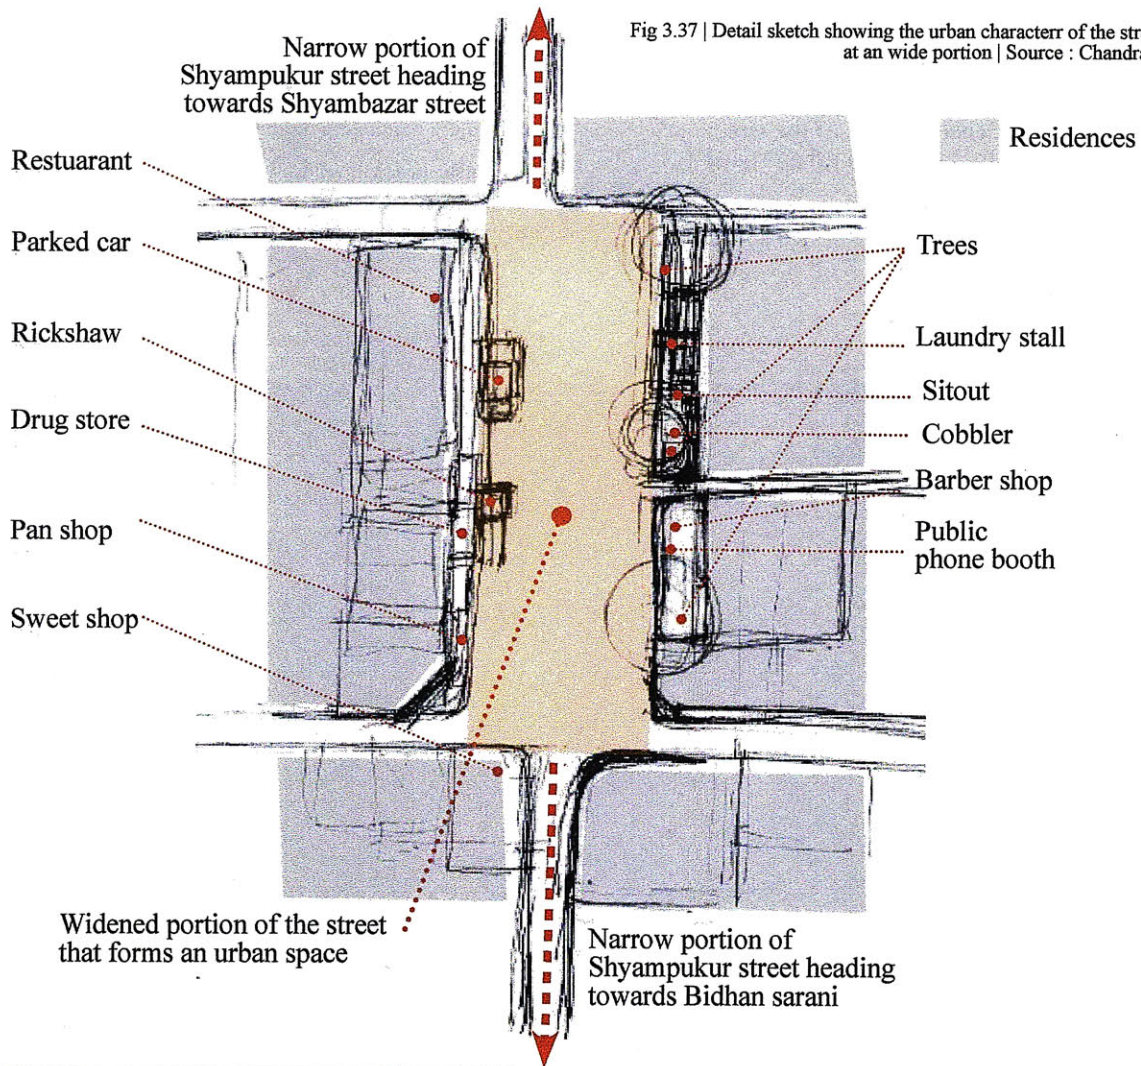 Fig 3.37 | Detail sketch showing the urban characterr of the str
at an wide portion | Source : Chandra
Narrow portion of
Shyampukur street heading
towards Shyambazar street
Residences
Restuarant
Parked car
Rickshaw
Drug store
Pan shop
Sweet shop
Trees
Laundry stall
Sitout
Cobbler
Barber shop
Public
phone booth
Widened portion of the street
that forms an urban space
Narrow portion of
Shyampukur street heading
towards Bidhan sarani